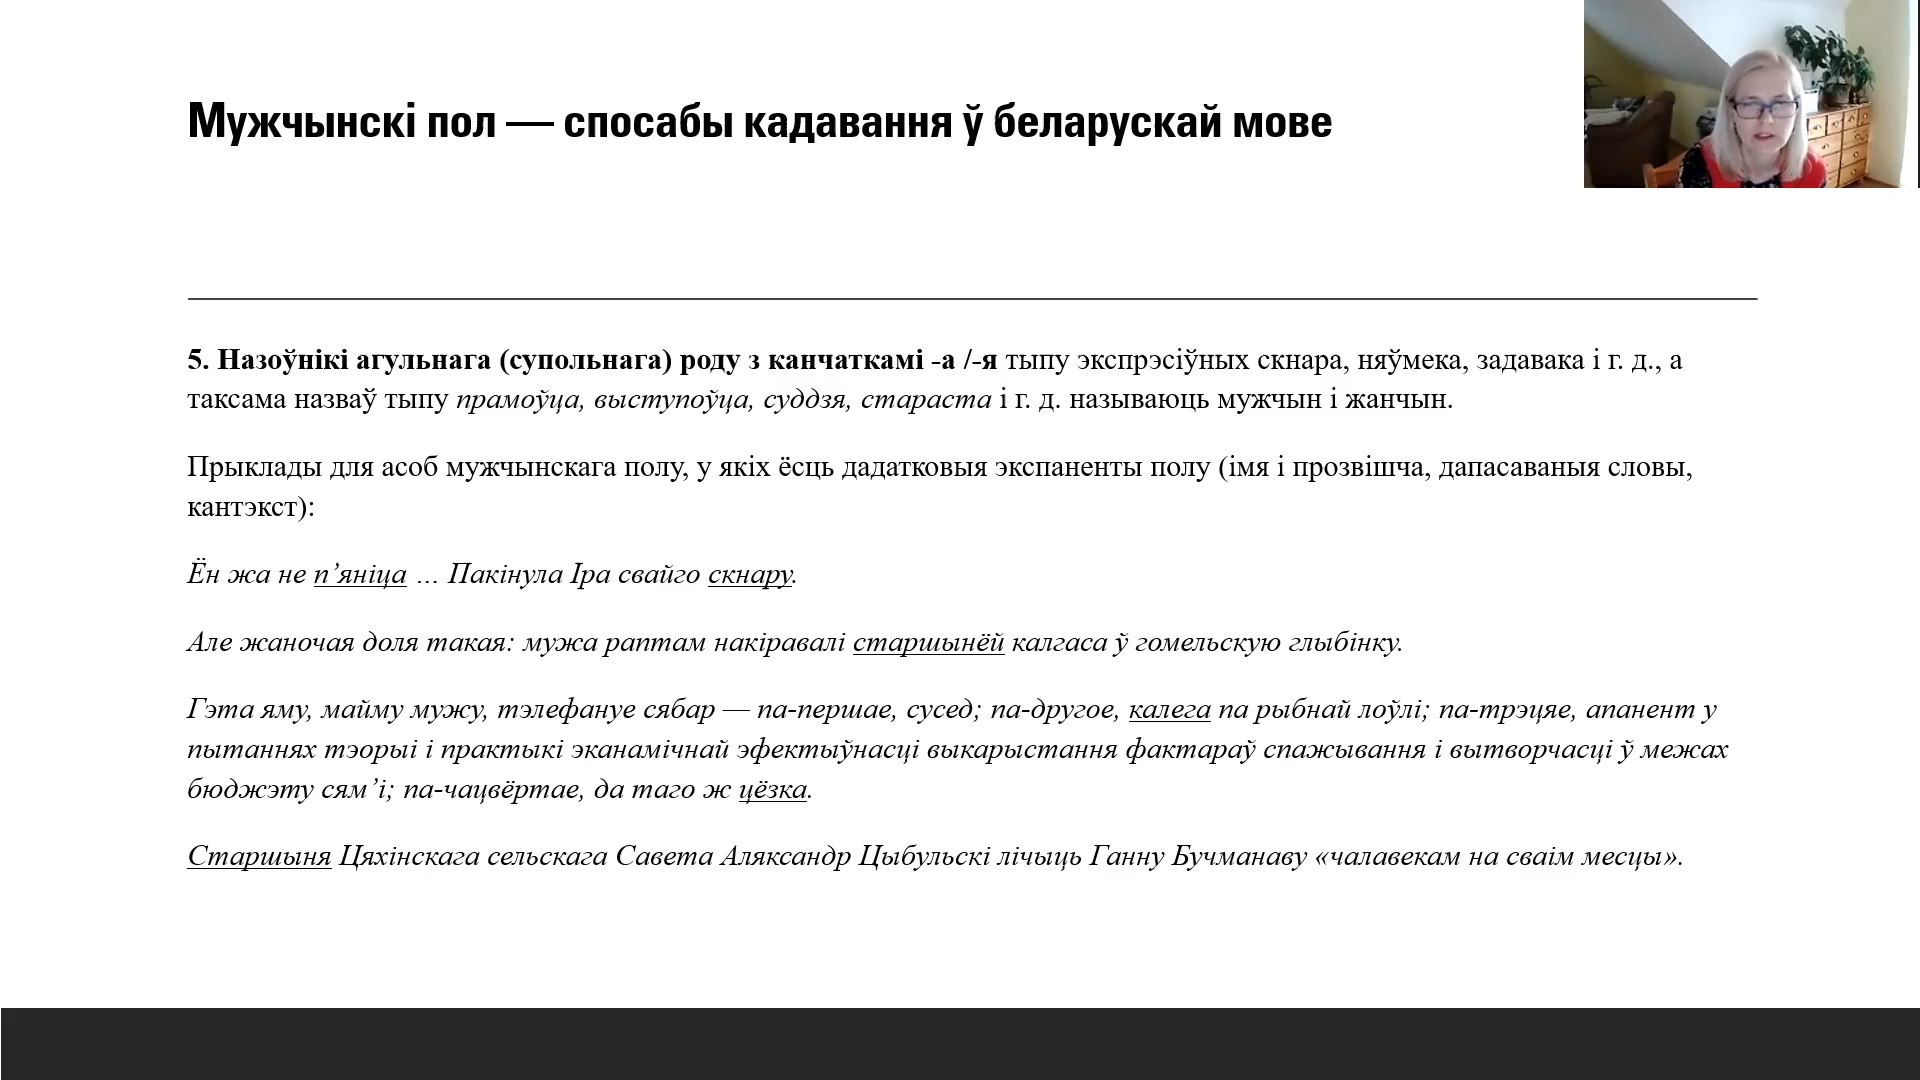 Мужчынскі пол — спосабы кадавання ў беларускай мове
5. Назоўнікі агульнага (супольнага) роду з канчаткамі -а /-я тыпу экспрэсіўных скнара, няўмека, задавака і г. д., а
таксама назваў тыпу прамоўца, выступоўца, суддзя, стараста і г. д. называюць мужчын і жанчын.
Прыклады для асоб мужчынскага полу, у якіх ёсць дадатковыя экспаненты полу (імя і прозвішча, дапасаваныя словы,
кантэкст):
Ён жа не п’яніца … Пакінула Іра свайго скнару.
Але жаночая доля такая: мужа раптам накіравалі старшынёй калгаса ў гомельскую глыбінку.
Гэта яму, майму мужу, тэлефануе сябар — па-першае, сусед; па-другое, калега па рыбнай лоўлі; па-трэцяе, апанент у
пытаннях тэорыі і практыкі эканамічнай эфектыўнасці выкарыстання фактараў спажывання і вытворчасці ў межах
бюджэту сям’і; па-чацвёртае, да таго ж цёзка.
Старшыня Цяхінскага сельскага Савета Аляксандр Цыбульскі лічыць Ганну Бучманаву «чалавекам на сваім месцы».